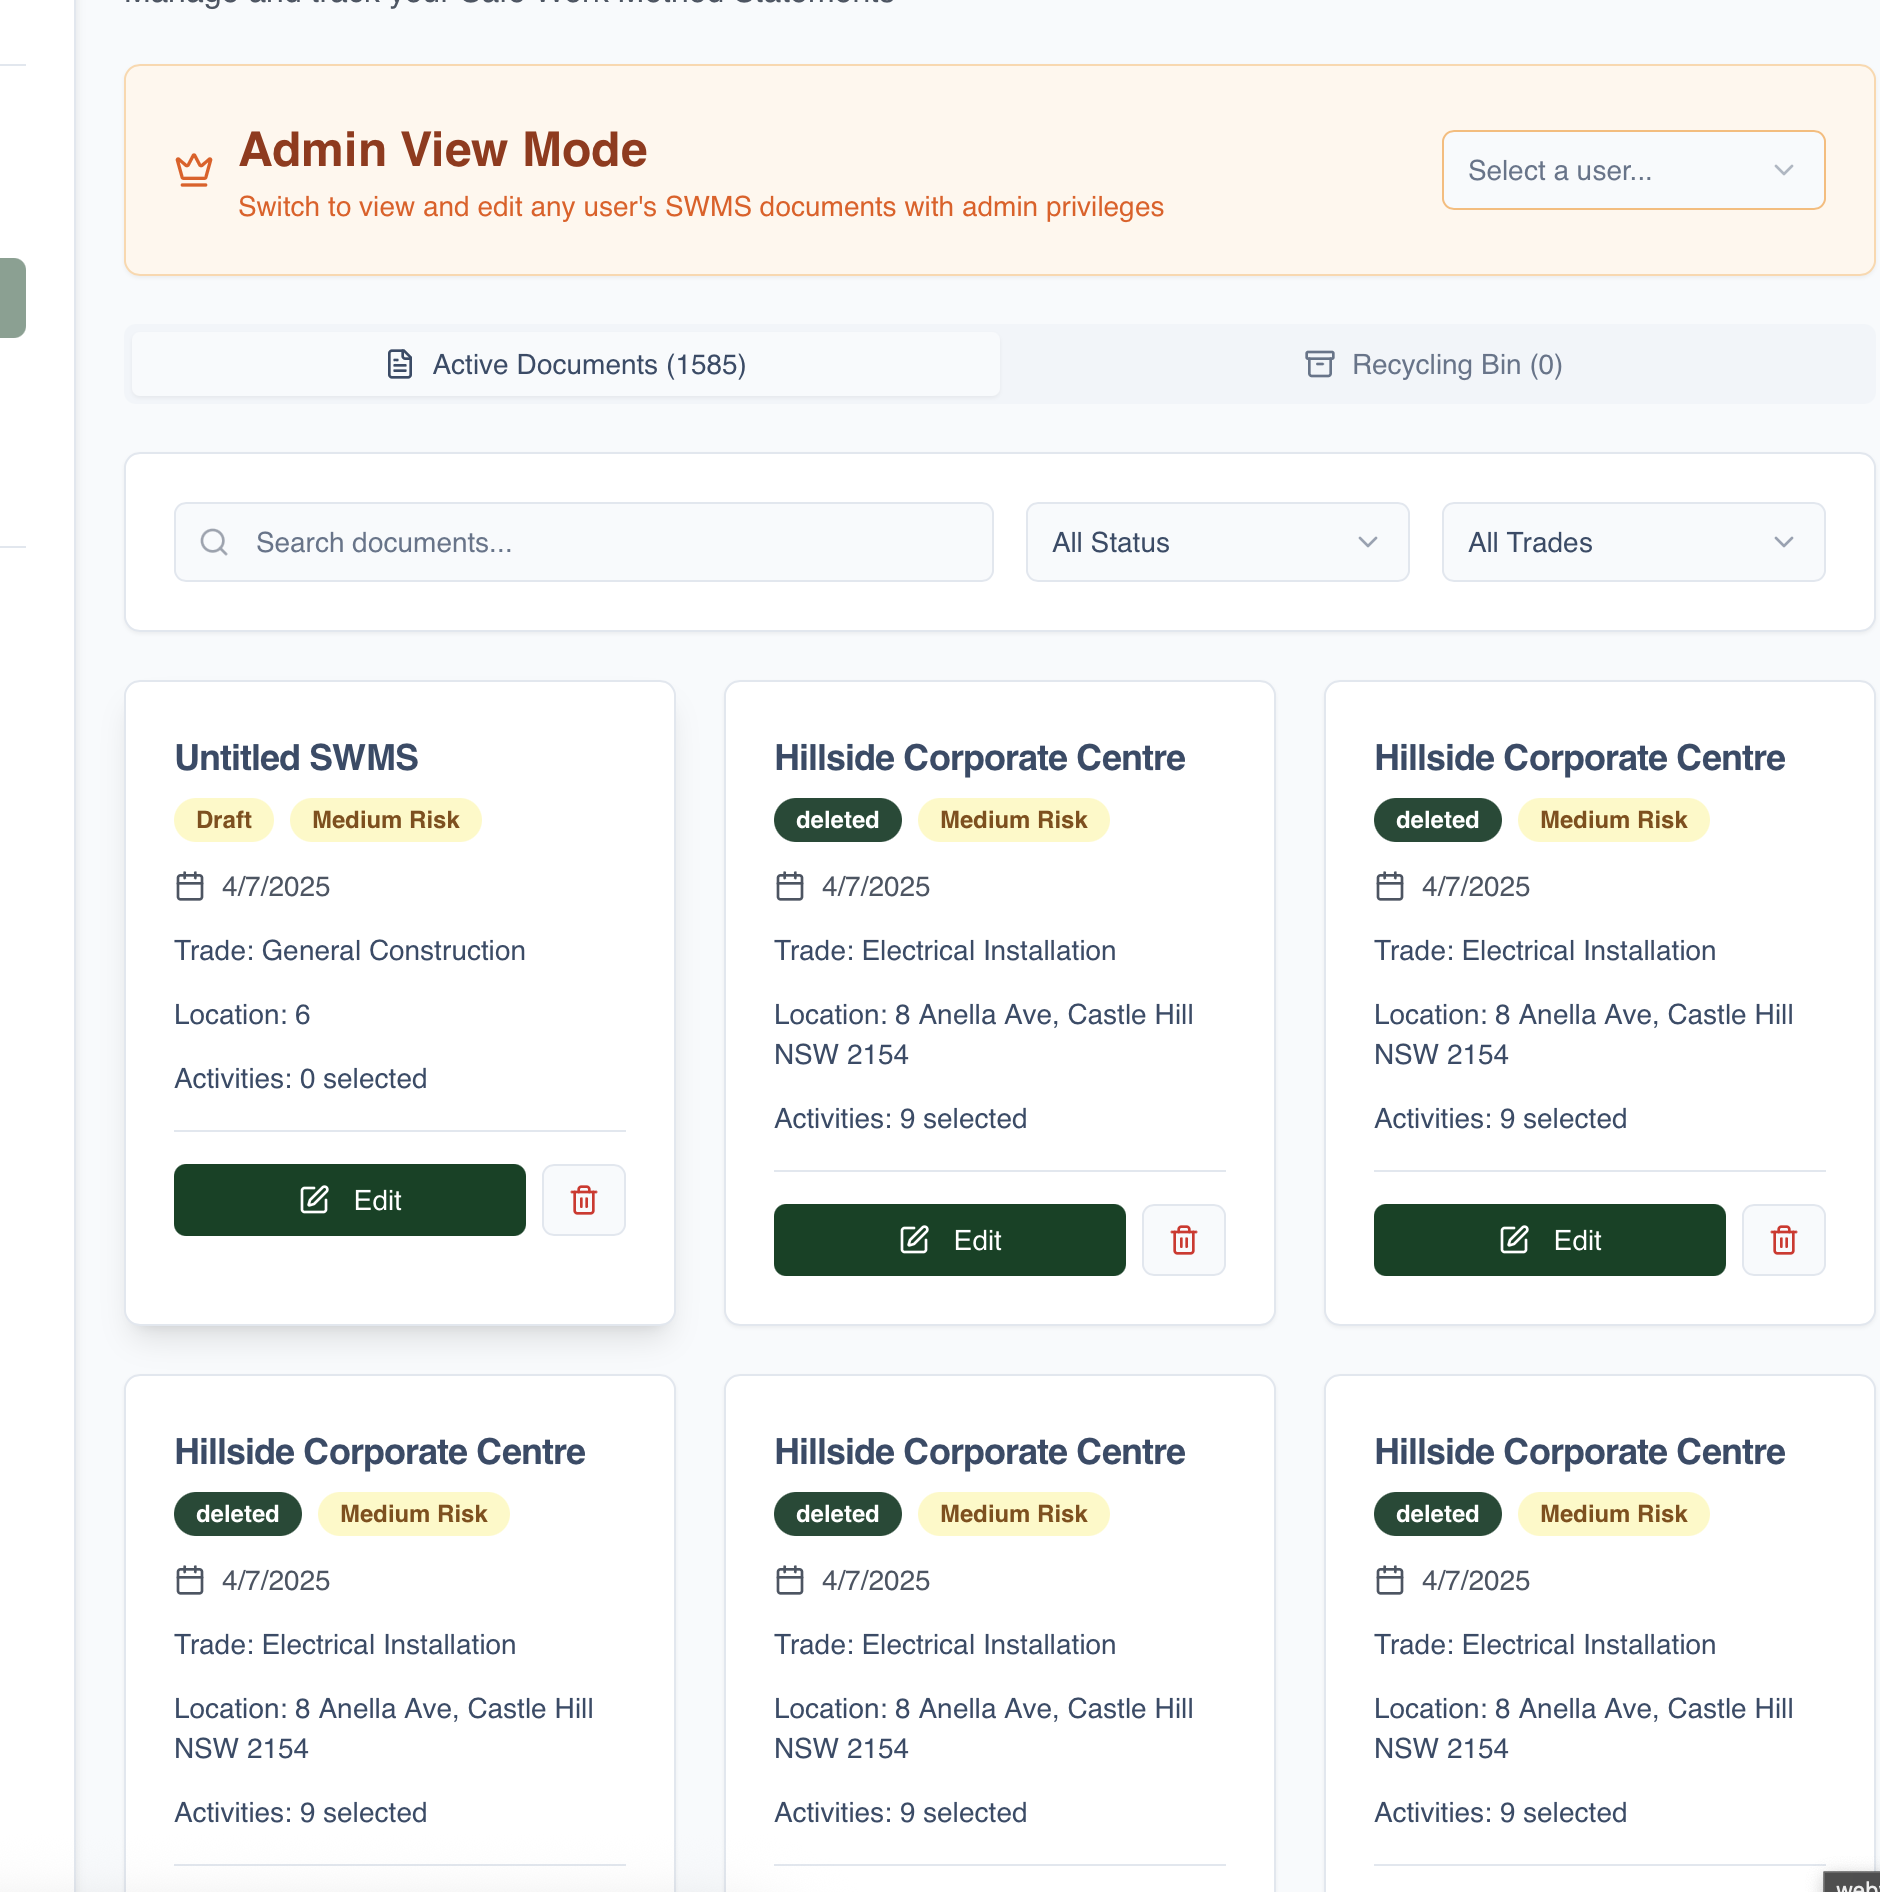 Manage and track your Safe Work Method Statements
Admin View Mode
Switch to view and edit any user's SWMS documents with admin privileges
Select a user...
Active Documents (1585)
Recycling Bin (0)
Search documents...
All Status
All Trades
Untitled SWMS
Draft
Medium Risk
4/7/2025
Trade: General Construction
Location: 6
Activities: 0 selected
Edit
Hillside Corporate Centre
deleted
Medium Risk
4/7/2025
Trade: Electrical Installation
Location: 8 Anella Ave, Castle Hill
NSW 2154
Activities: 9 selected
Edit
Hillside Corporate Centre
deleted
Medium Risk
4/7/2025
Trade: Electrical Installation
Location: 8 Anella Ave, Castle Hill
NSW 2154
Activities: 9 selected
Edit
Hillside Corporate Centre
deleted
Medium Risk
4/7/2025
Trade: Electrical Installation
Location: 8 Anella Ave, Castle Hill
NSW 2154
Activities: 9 selected
Hillside Corporate Centre
deleted
Medium Risk
4/7/2025
Trade: Electrical Installation
Location: 8 Anella Ave, Castle Hill
NSW 2154
Activities: 9 selected
Hillside Corporate Centre
deleted
Medium Risk
4/7/2025
Trade: Electrical Installation
Location: 8 Anella Ave, Castle Hill
NSW 2154
Activities: 9 selected